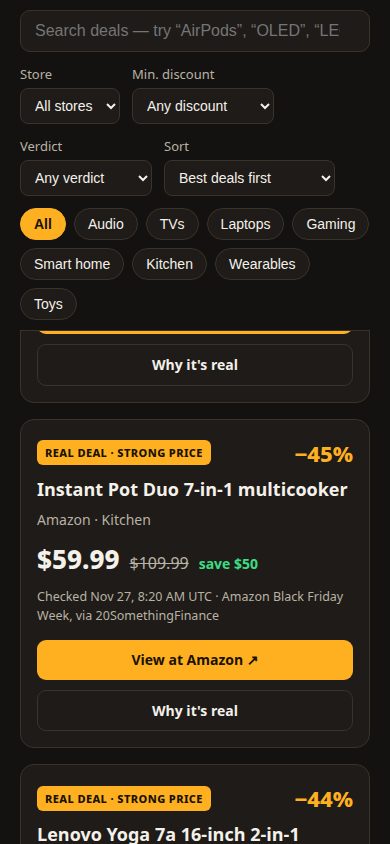 Search deals — try “AirPods”, “OLED”, “LE
Store
Min. discount
All stores
Any discount
Verdict
Sort
Any verdict
Best deals first
All
Audio
TVs
Laptops
Gaming
Smart home
Kitchen
Wearables
Toys
Why it's real
REAL DEAL · STRONG PRICE
−45%
Instant Pot Duo 7-in-1 multicooker
Amazon · Kitchen
$59.99 $109.99 save $50
Checked Nov 27, 8:20 AM UTC · Amazon Black Friday
Week, via 20SomethingFinance
View at Amazon ↗
Why it's real
REAL DEAL · STRONG PRICE
−44%
Lenovo Yoga 7a 16-inch 2-in-1